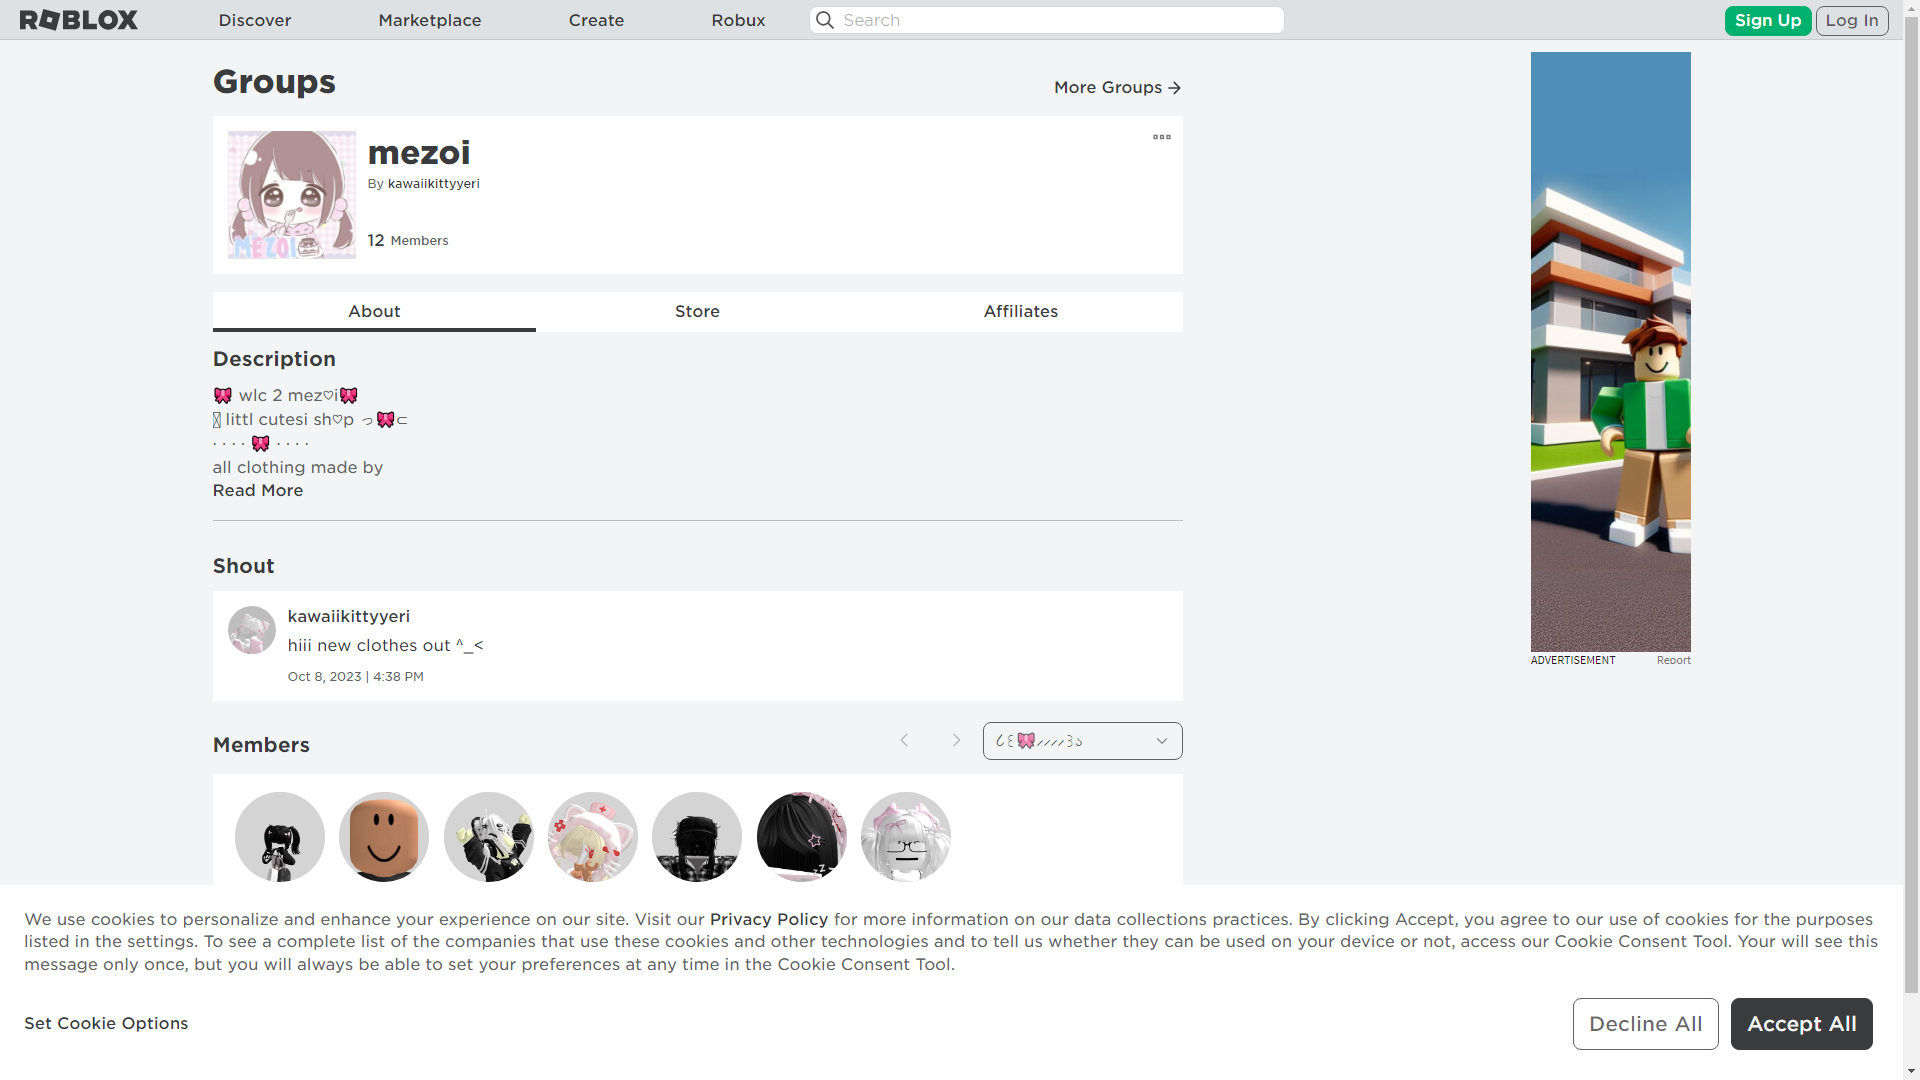 ROBLOX
Discover
Marketplace
Create
Robux
Search
Sign Up
Log In
Groups
More Groups
MEZOI
mezoi
By kawaiikittyyeri
12 Members
About
Store
Affiliates
Description
🎀 wlc 2 mez♡i🎀
littl cutesi sh♡p っ🎀⊂
· · · · 🎀 · · · ·
all clothing made by
Read More
Shout
kawaiikittyyeri
hiii new clothes out ^_<
Oct 8, 2023 | 4:38 PM
ADVERTISEMENT
Report
Members
We use cookies to personalize and enhance your experience on our site. Visit our Privacy Policy for more information on our data collections practices. By clicking Accept, you agree to our use of cookies for the purposes
listed in the settings. To see a complete list of the companies that use these cookies and other technologies and to tell us whether they can be used on your device or not, access our Cookie Consent Tool. Your will see this
message only once, but you will always be able to set your preferences at any time in the Cookie Consent Tool.
Set Cookie Options
Decline All
Accept All